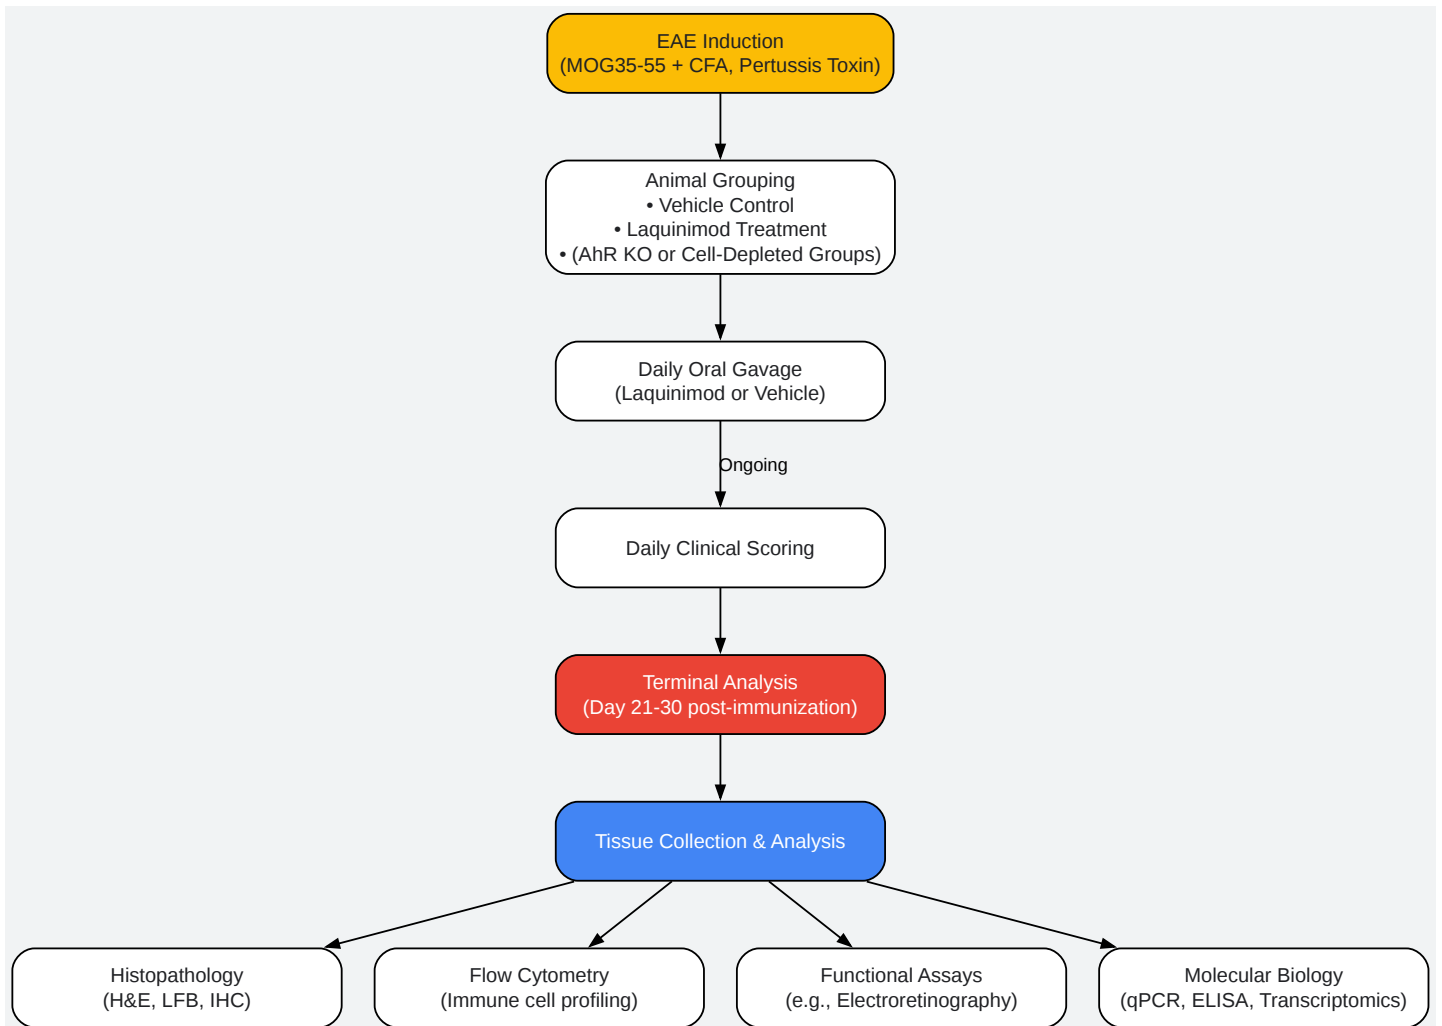 EAE Induction
(MOG35-55 + CFA, Pertussis Toxin)
Animal Grouping
• Vehicle Control
• Laquinimod Treatment
• (AhR KO or Cell-Depleted Groups)
Daily Oral Gavage
(Laquinimod or Vehicle)
Ongoing
Daily Clinical Scoring
Terminal Analysis
(Day 21-30 post-immunization)
Tissue Collection & Analysis
Histopathology
(H&E, LFB, IHC)
Flow Cytometry
(Immune cell profiling)
Functional Assays
(e.g., Electroretinography)
Molecular Biology
(qPCR, ELISA, Transcriptomics)